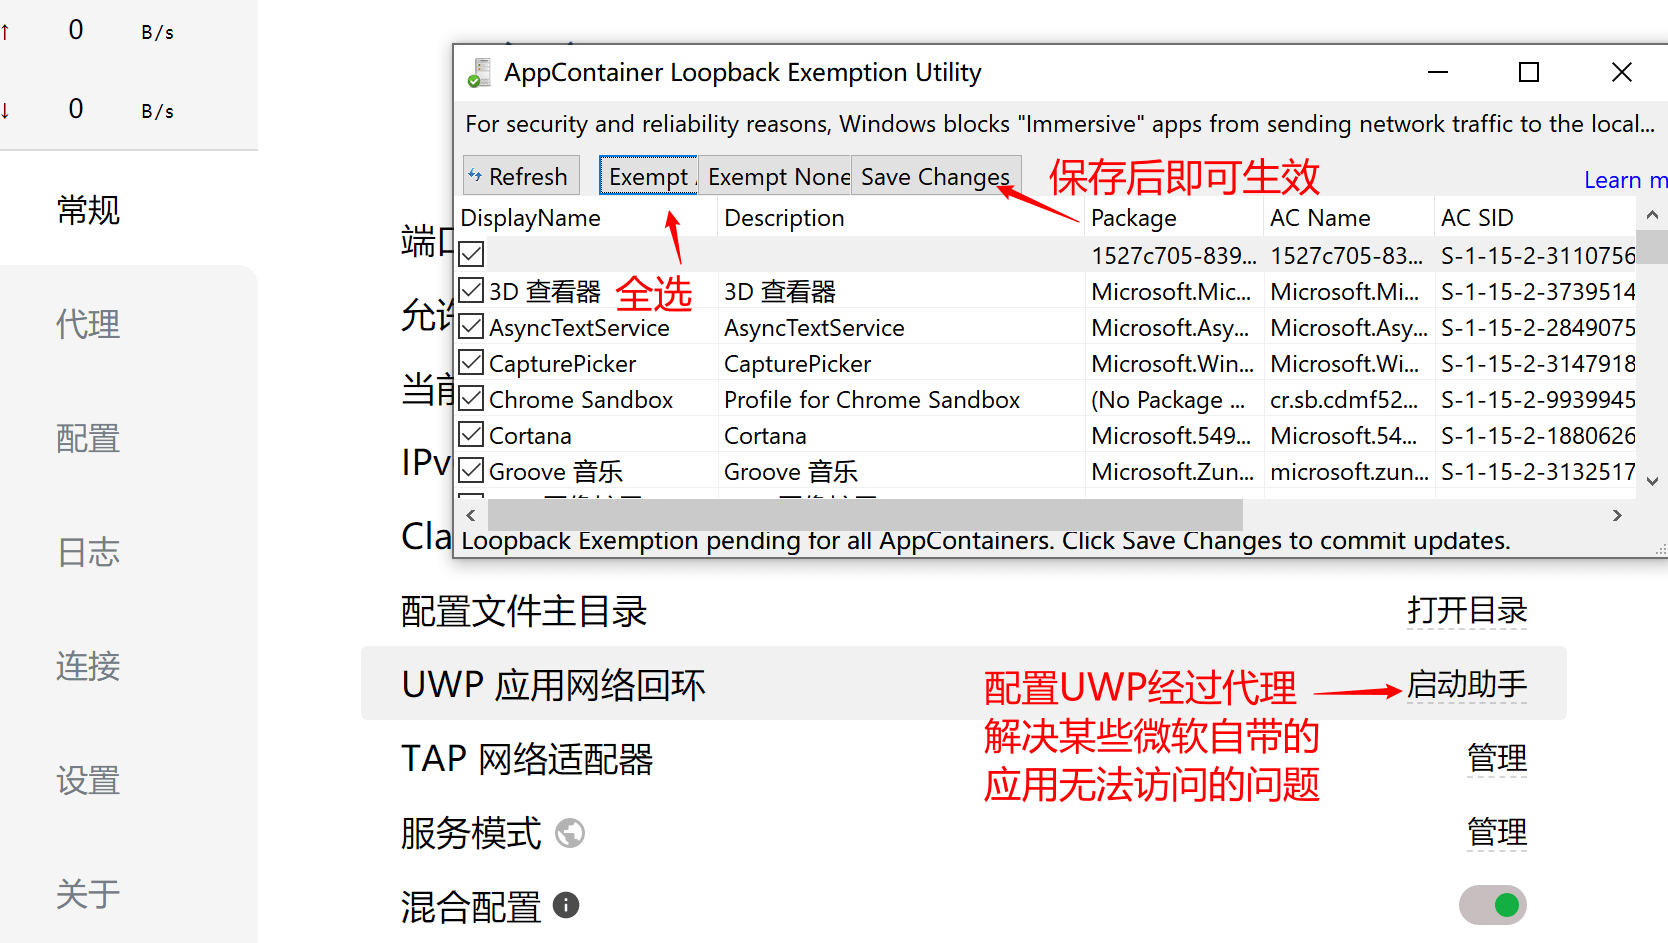 ↑ 0 B/s
↓ 0 B/s
常规
代理
配置
日志
连接
设置
关于
AppContainer Loopback Exemption Utility
For security and reliability reasons, Windows blocks "Immersive" apps from sending network traffic to the local...
Refresh Exempt Exempt None Save Changes
保存后即可生效
Learn m
DisplayName Description Package AC Name AC SID
1527c705-839... 1527c705-83... S-1-15-2-3110756
3D 查看器 3D 查看器 Microsoft.Mic... Microsoft.Mi... S-1-15-2-3739514
全选
AsyncTextService AsyncTextService Microsoft.Asy... Microsoft.Asy... S-1-15-2-2849075
CapturePicker CapturePicker Microsoft.Win... Microsoft.Wi... S-1-15-2-3147918
Chrome Sandbox Profile for Chrome Sandbox (No Package ... cr.sb.cdmf52... S-1-15-2-9939945
Cortana Cortana Microsoft.549... Microsoft.54... S-1-15-2-1880626
Groove 音乐 Groove 音乐 Microsoft.Zun... microsoft.zun... S-1-15-2-3132517
Loopback Exemption pending for all AppContainers. Click Save Changes to commit updates.
端口
允许
当前
IPv
Cla
配置文件主目录 打开目录
UWP 应用网络回环 启动助手
配置UWP经过代理
解决某些微软自带的
应用无法访问的问题
TAP 网络适配器 管理
服务模式 管理
混合配置